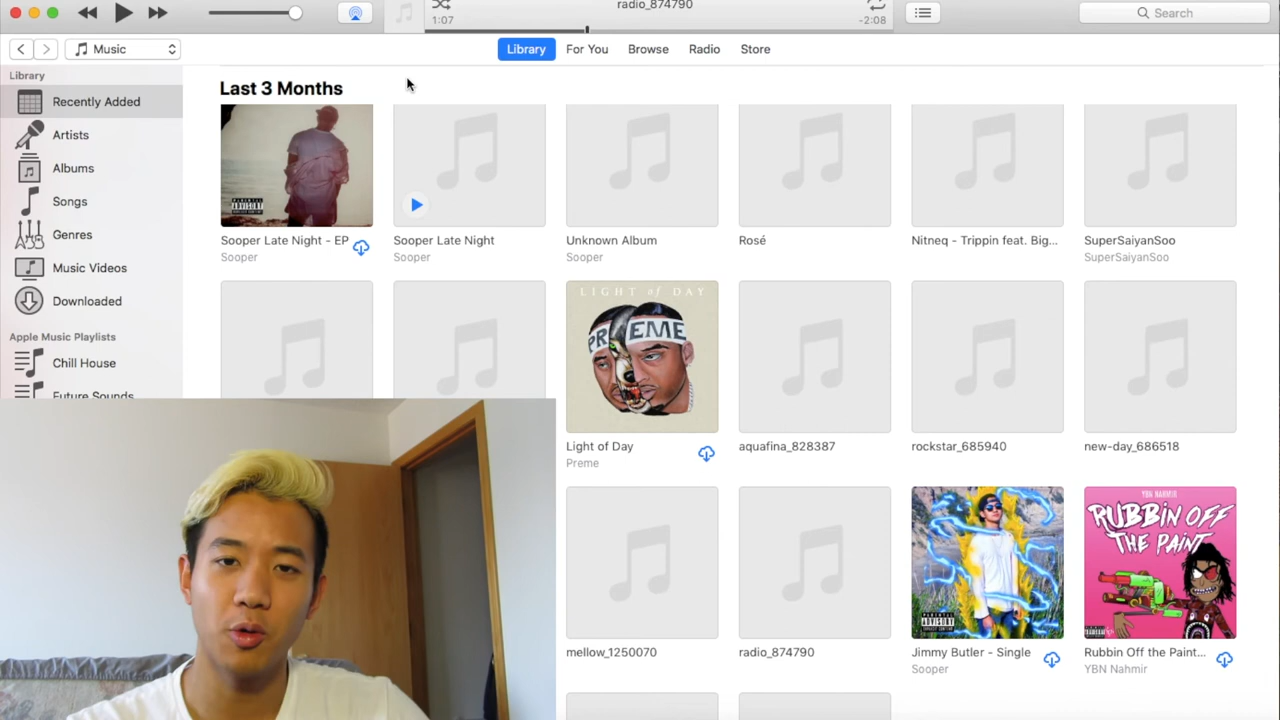 radio_874790
1:07
-2:08
Search
Music
Library
For You
Browse
Radio
Store
Library
Recently Added
Artists
Albums
Songs
Genres
Music Videos
Downloaded
Apple Music Playlists
Chill House
Future Sounds
Last 3 Months
Sooper Late Night - EP
Sooper
Sooper Late Night
Sooper
Unknown Album
Sooper
Rosé
Nitneq - Trippin feat. Big...
SuperSaiyanSoo
SuperSaiyanSoo
LIGHT of DAY
PREME
Light of Day
Preme
aquafina_828387
rockstar_685940
new-day_686518
mellow_1250070
radio_874790
Jimmy Butler - Single
Sooper
YBN NAHMIR
RUBBIN OFF
THE PAINT
Rubbin Off the Paint...
YBN Nahmir